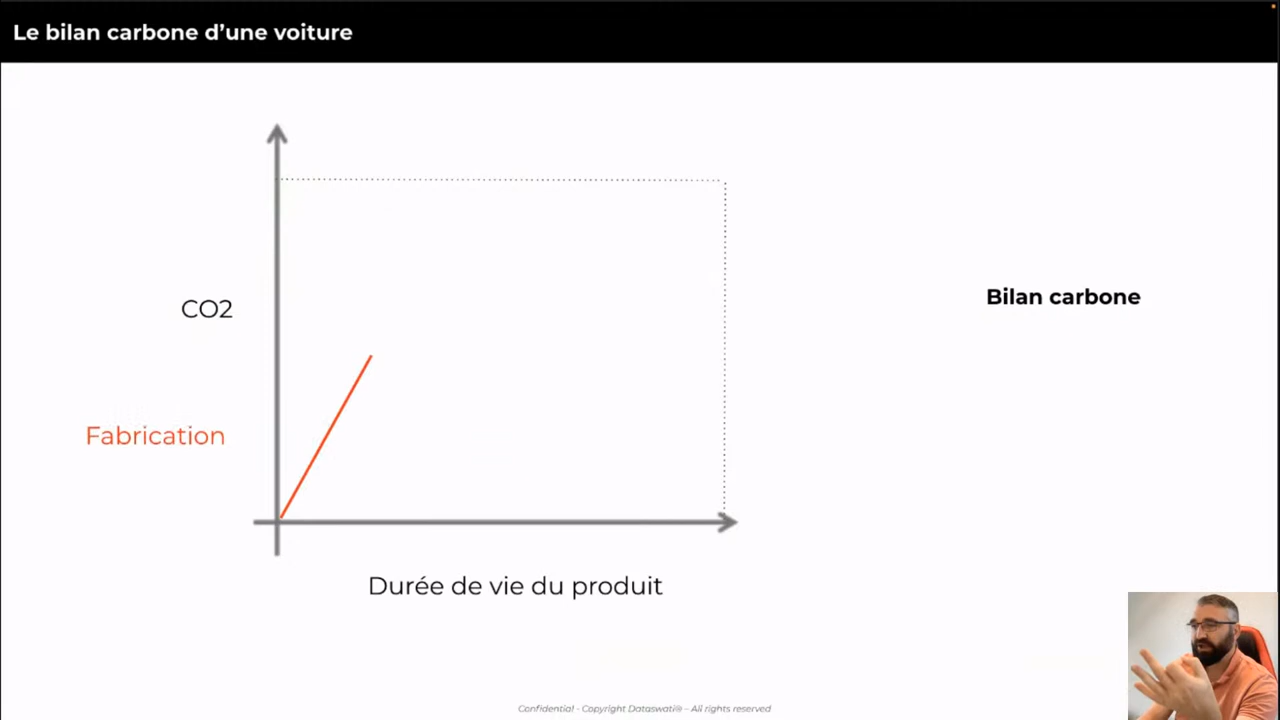 Le bilan carbone d’une voiture
CO2
Bilan carbone
Fabrication
Durée de vie du produit
Confidential - Copyright Dataswati® – All rights reserved